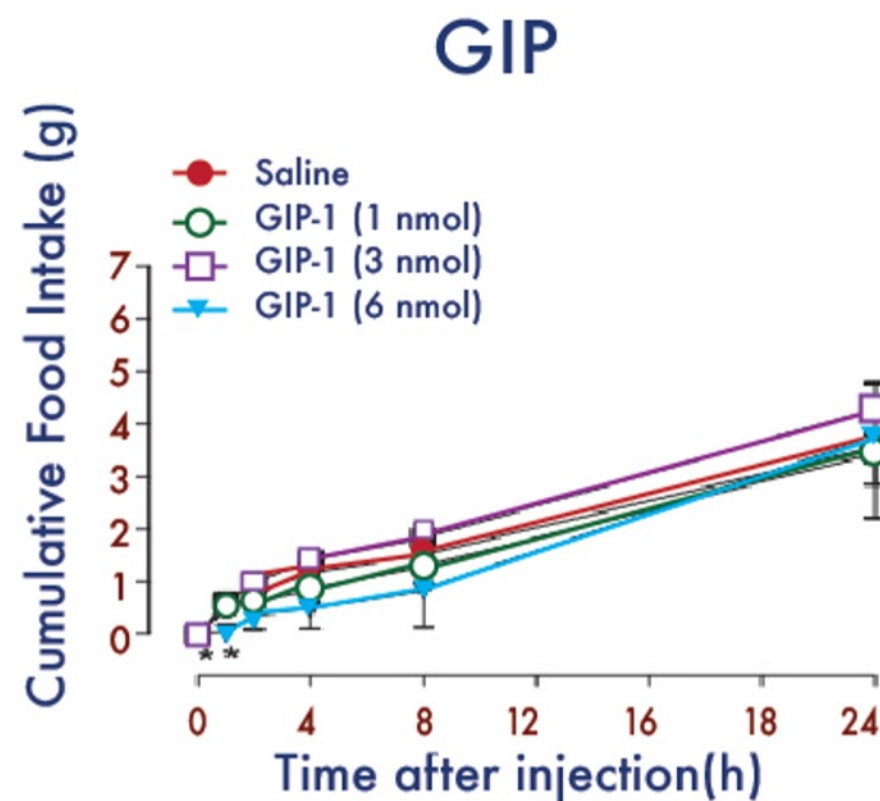 GIP
Cumulative Food Intake (g)
Saline
GIP-1 (1 nmol)
GIP-1 (3 nmol)
GIP-1 (6 nmol)
7
6
5
4
3
2
1
0
* *
0 4 8 12 16 18 24
Time after injection(h)